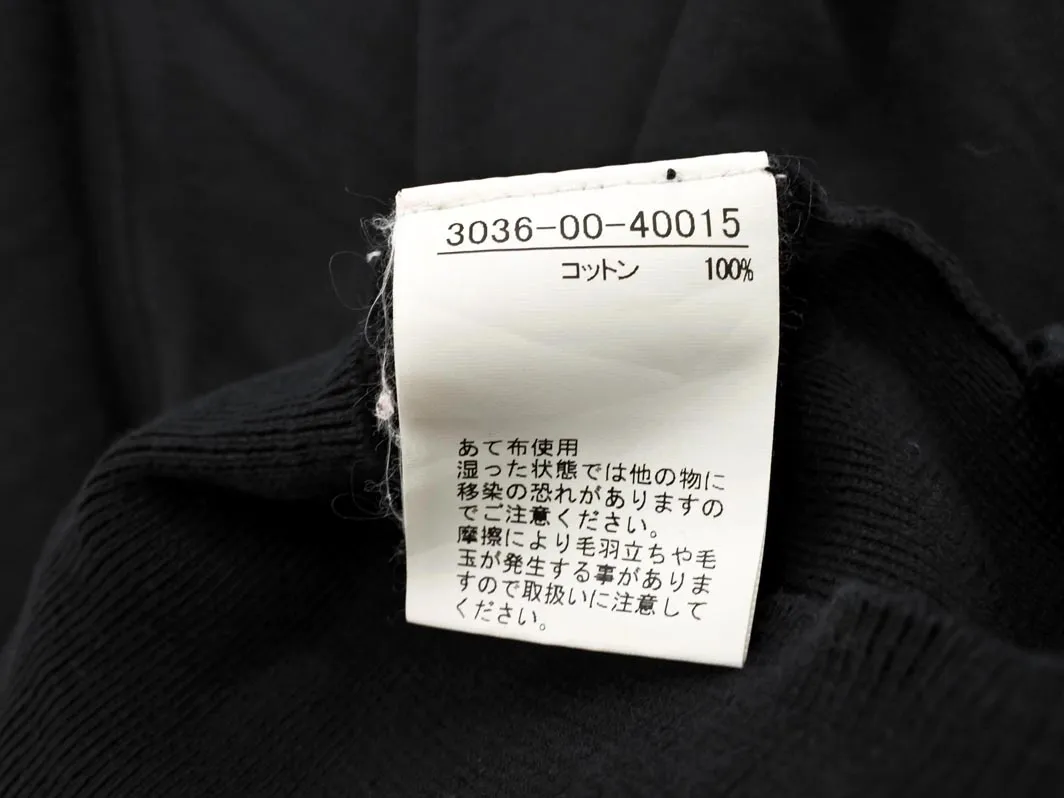 3036-00-40015
コットン 100%
あて布使用
湿った状態では他の物に
移染の恐れがありますの
でご注意ください。
摩擦により毛羽立ちや毛
玉が発生する事がありま
すので取扱いに注意して
ください。